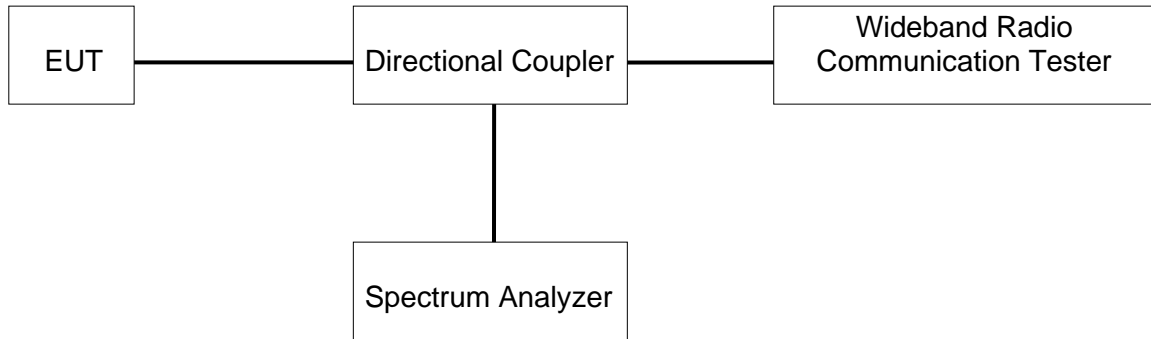 EUT
Directional Coupler
Wideband Radio
Communication Tester
Spectrum Analyzer